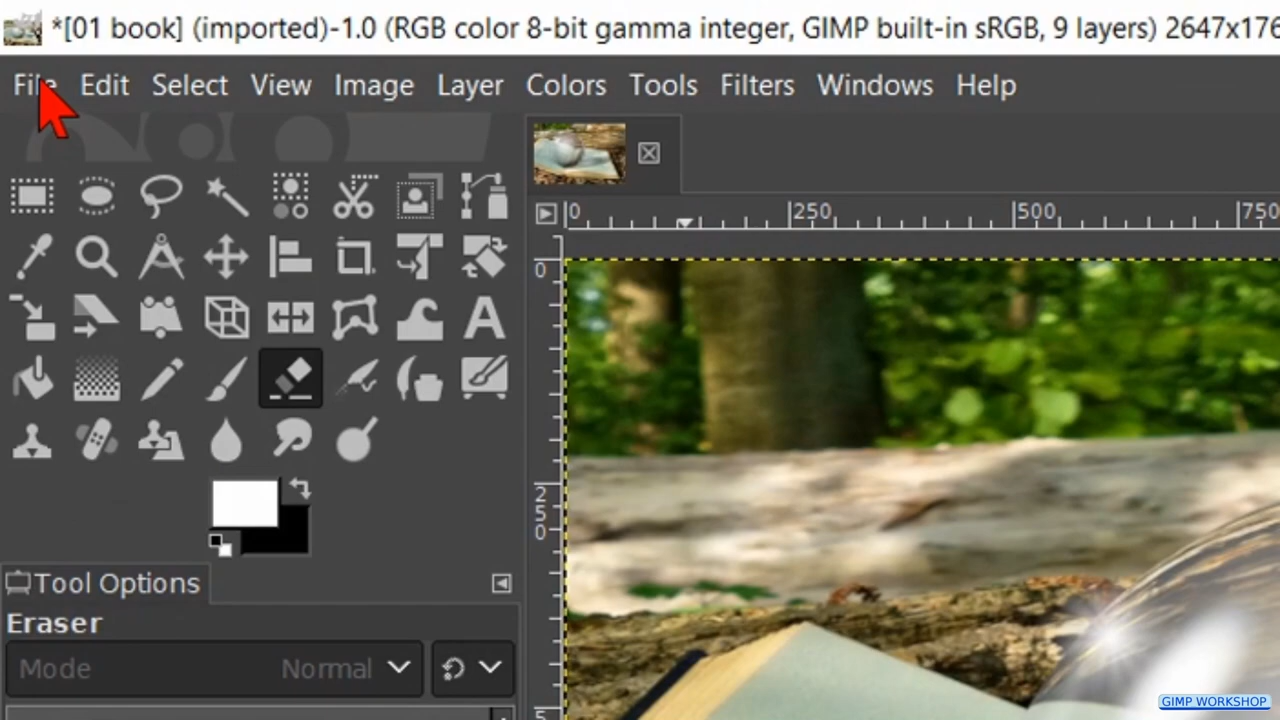 *[01 book] (imported)-1.0 (RGB color 8-bit gamma integer, GIMP built-in sRGB, 9 layers) 2647x176
File Edit Select View Image Layer Colors Tools Filters Windows Help
0 250 500 750
0
250
5
Tool Options
Eraser
Mode Normal
GIMP WORKSHOP